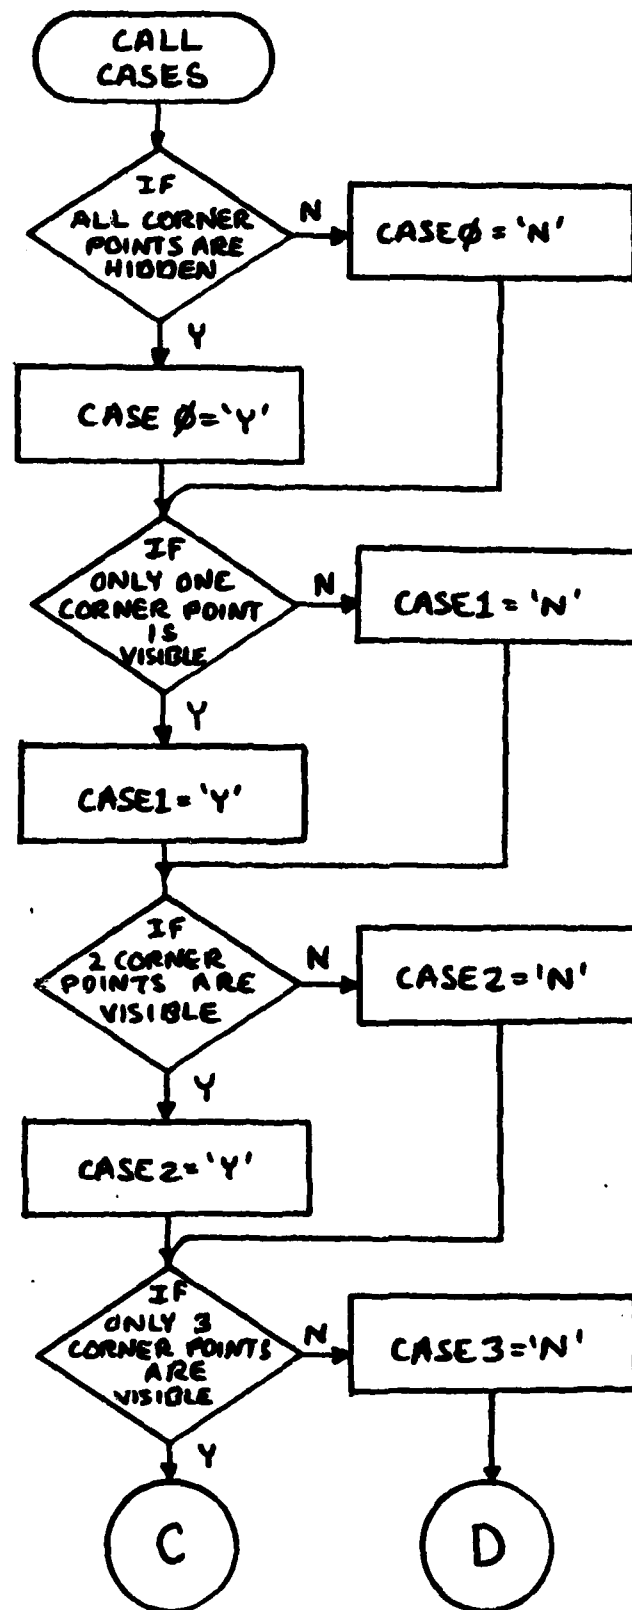 CALL
CASES
IF
ALL CORNER
POINTS ARE
HIDDEN
N
CASEØ = 'N'
Y
CASE Ø='Y'
IF
ONLY ONE
CORNER POINT
IS
VISIBLE
N
CASE1 = 'N'
Y
CASE1 = 'Y'
IF
2 CORNER
POINTS ARE
VISIBLE
N
CASE2 = 'N'
Y
CASE2 = 'Y'
IF
ONLY 3
CORNER POINTS
ARE
VISIBLE
N
CASE3='N'
Y
C
D